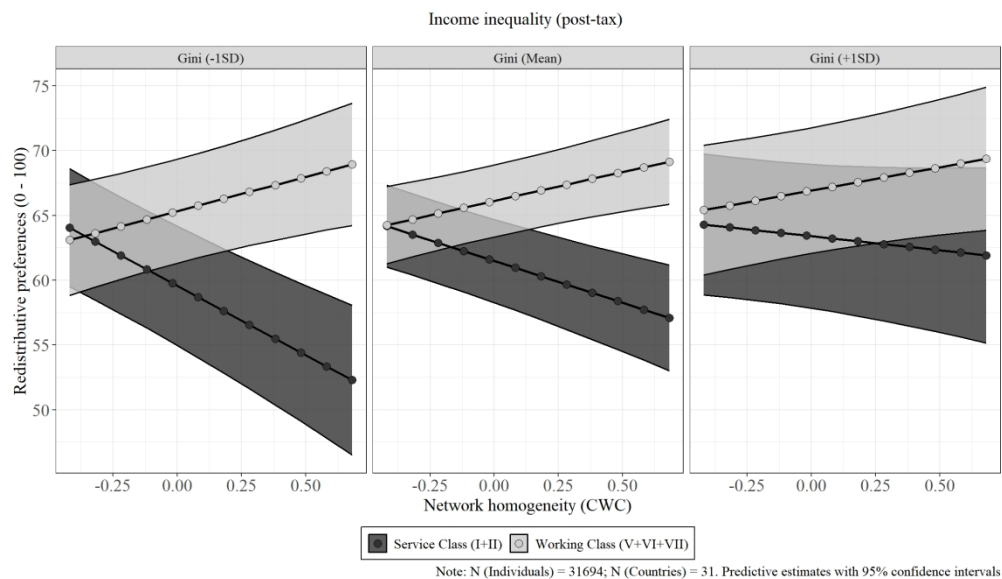 Income inequality (post-tax)
Gini (-1SD)
Gini (Mean)
Gini (+1SD)
Redistributive preferences (0 - 100)
75
70
65
60
55
50
-0.25 0.00 0.25 0.50
-0.25 0.00 0.25 0.50
-0.25 0.00 0.25 0.50
Network homogeneity (CWC)
Service Class (I+II) Working Class (V+VI+VII)
Note: N (Individuals) = 31694; N (Countries) = 31. Predictive estimates with 95% confidence intervals